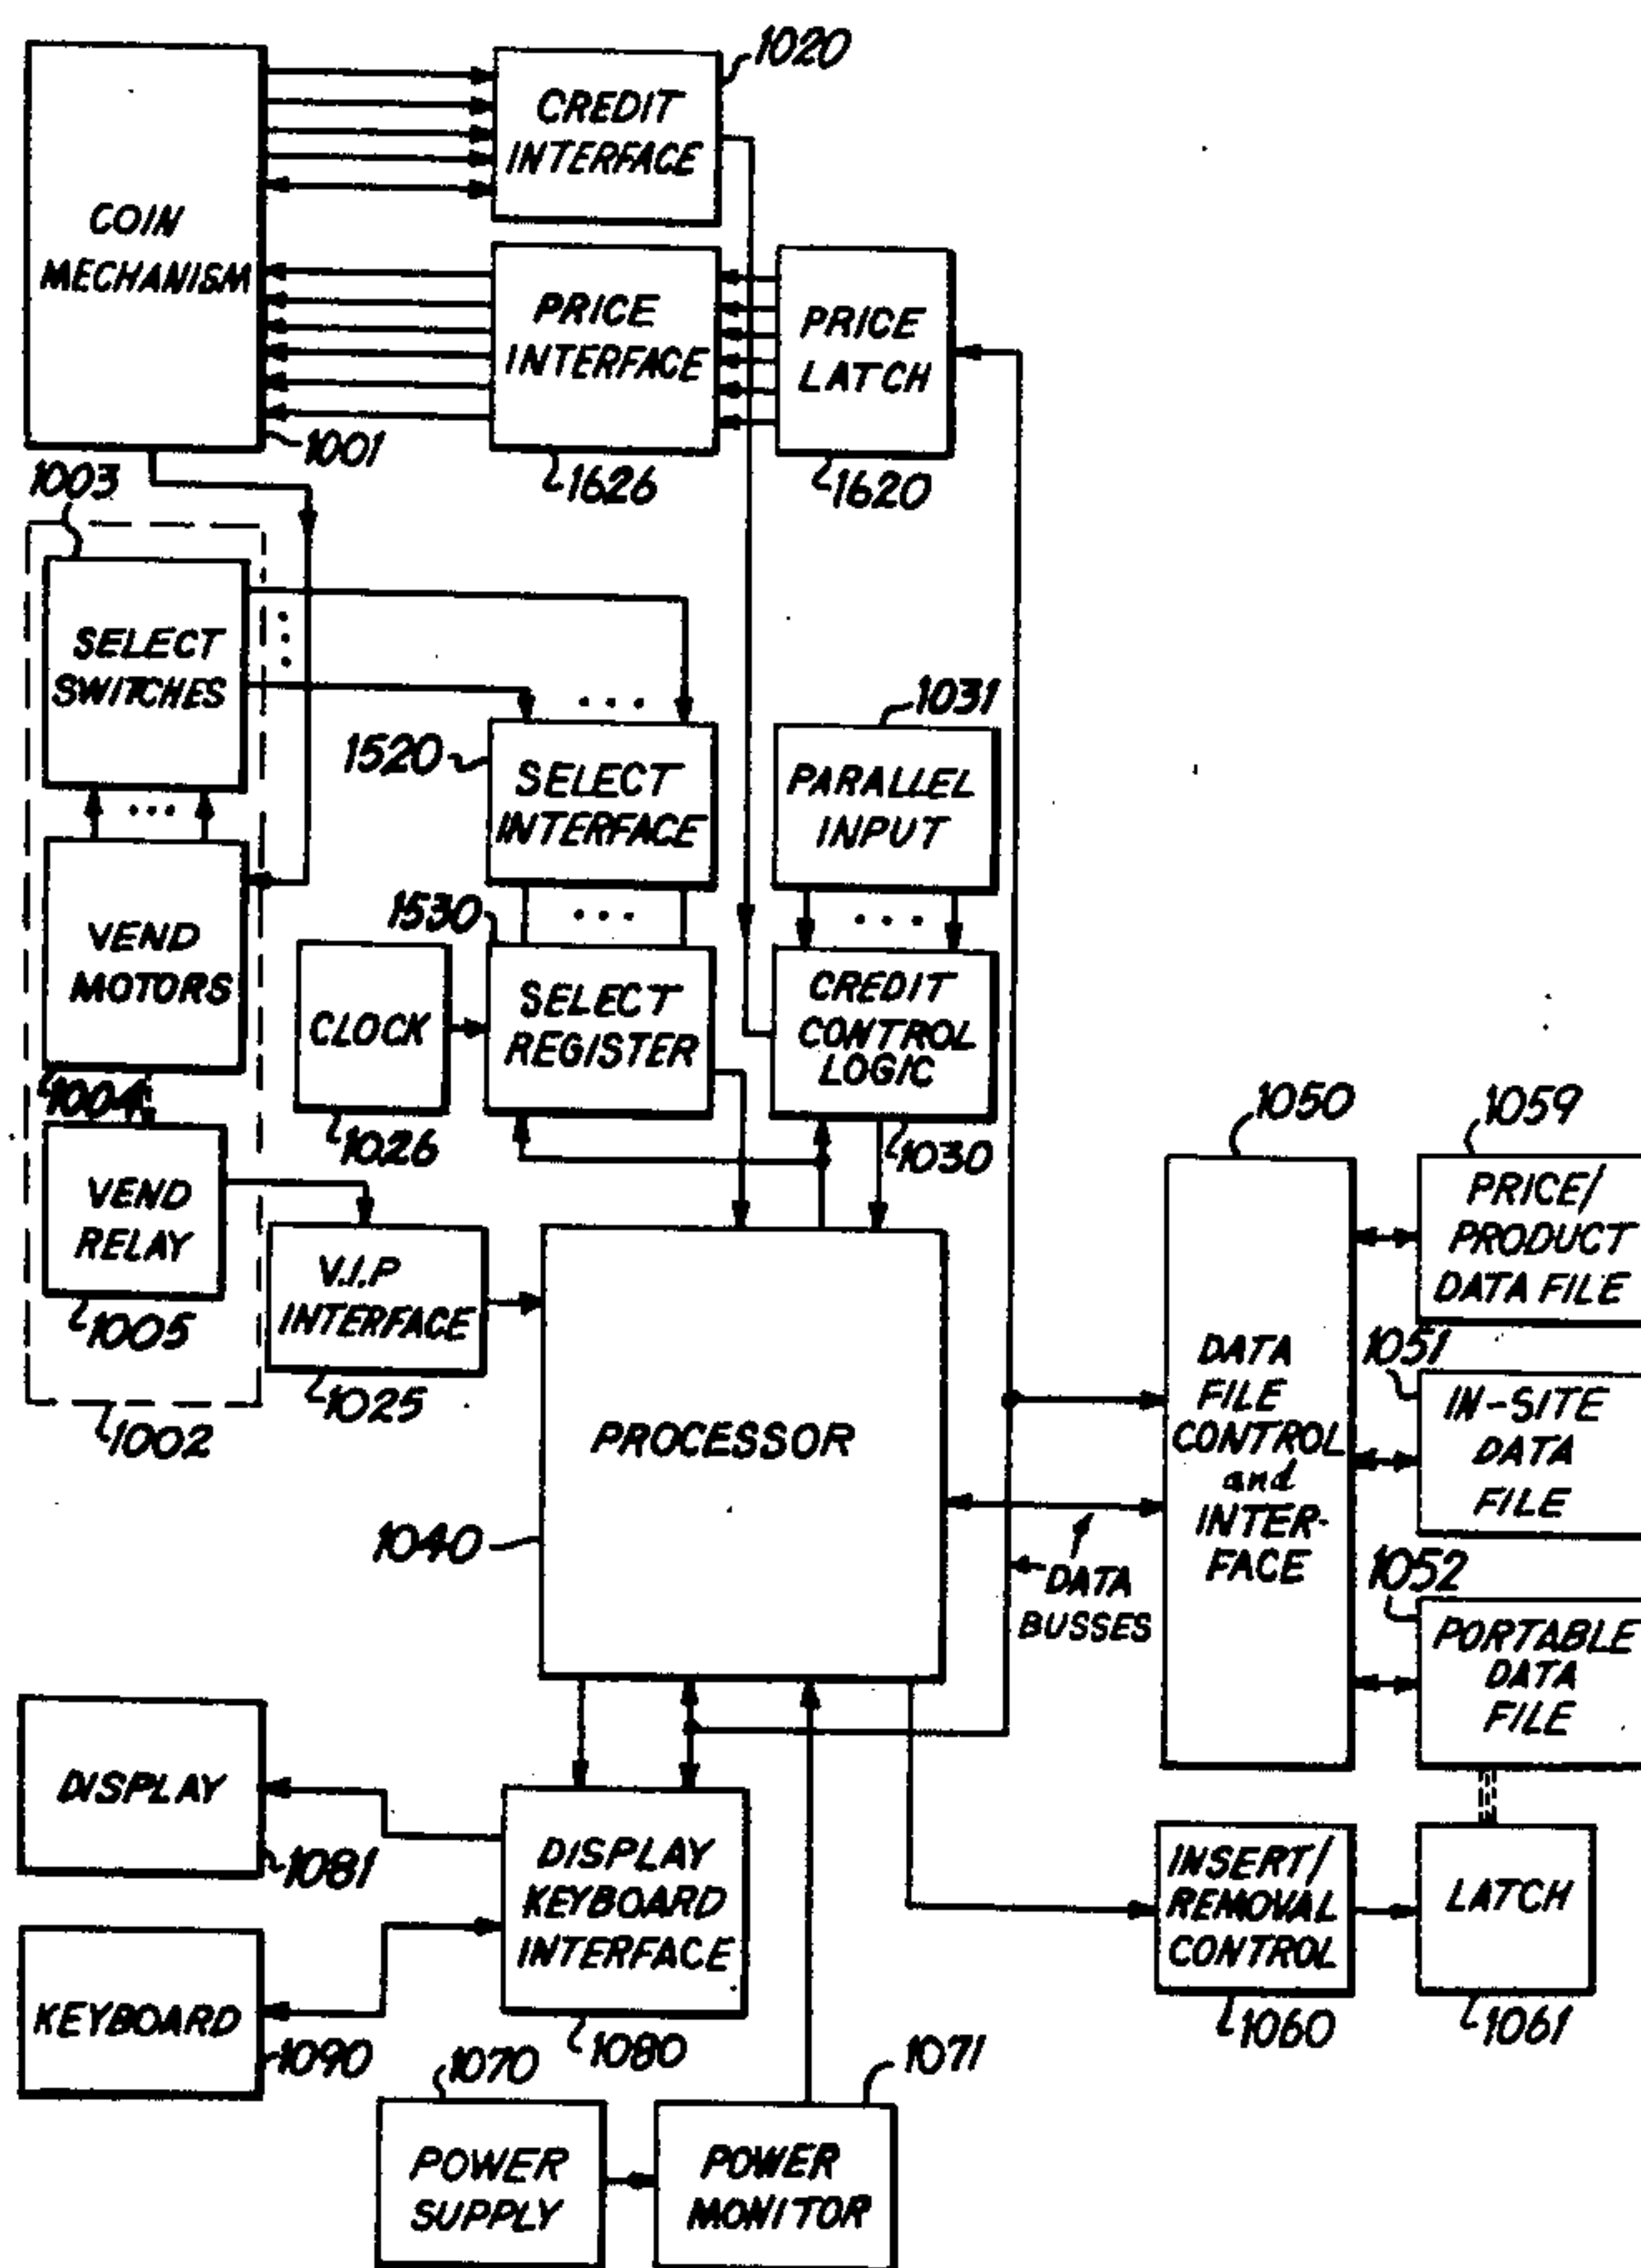 1020
CREDIT
INTERFACE
COIN
MECHANISM
PRICE
INTERFACE
PRICE
LATCH
1001
1626
1620
1003
SELECT
SWITCHES
1031
1520
SELECT
INTERFACE
PARALLEL
INPUT
1530
VEND
MOTORS
CLOCK
SELECT
REGISTER
CREDIT
CONTROL
LOGIC
1004
1026
1030
1050
1059
VEND
RELAY
V.I.P
INTERFACE
PRICE/
PRODUCT
DATA FILE
1005
1025
1002
PROCESSOR
DATA
FILE
CONTROL
and
INTER-
FACE
1051
IN-SITE
DATA
FILE
1040
DATA
BUSSES
1052
PORTABLE
DATA
FILE
DISPLAY
1081
DISPLAY
KEYBOARD
INTERFACE
INSERT/
REMOVAL
CONTROL
LATCH
KEYBOARD
1090
1080
1060
1061
1070
1071
POWER
SUPPLY
POWER
MONITOR